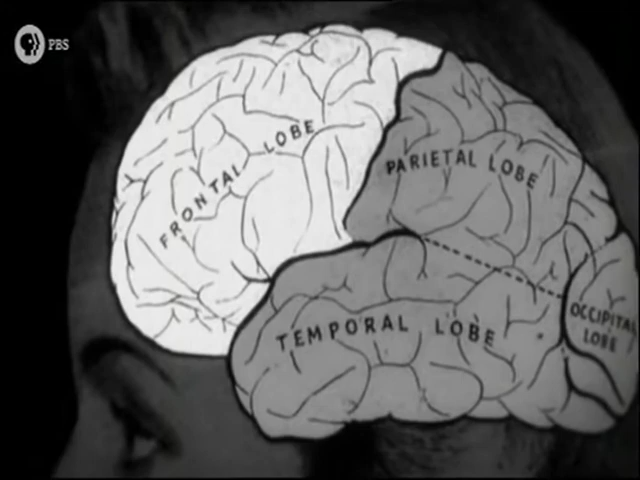 PBS
FRONTAL LOBE
PARIETAL LOBE
TEMPORAL LOBE
OCCIPITAL
LOBE